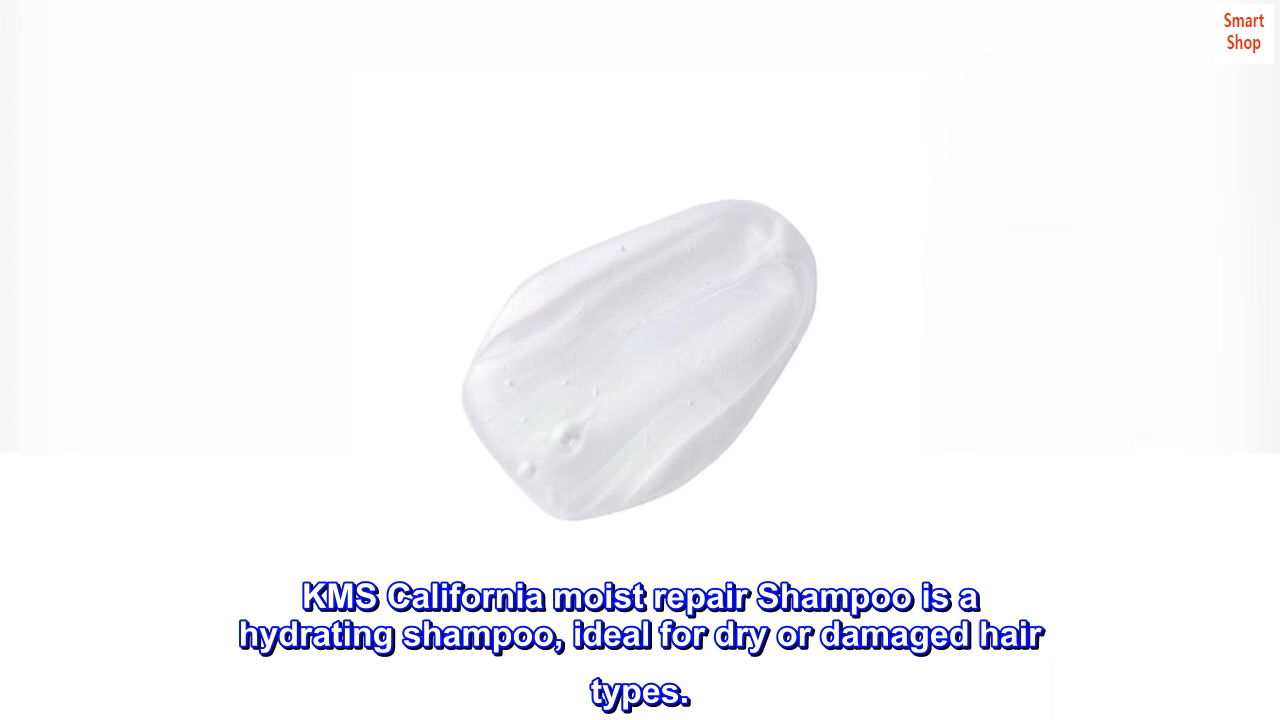 Smart
Shop
KMS California moist repair Shampoo is a
hydrating shampoo, ideal for dry or damaged hair
types.